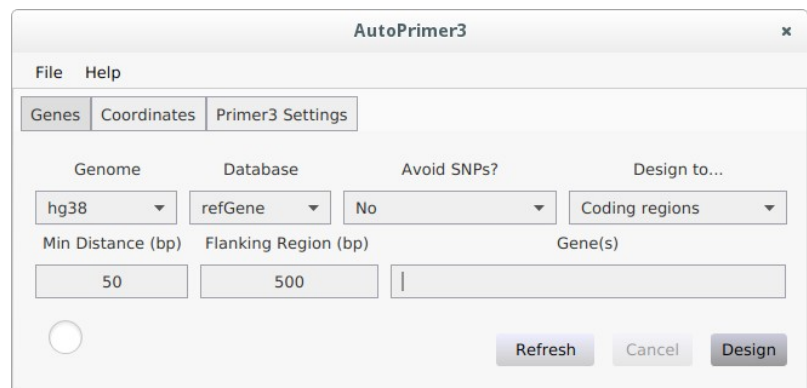 AutoPrimer3
File Help
Genes Coordinates Primer3 Settings
Genome Database Avoid SNPs? Design to...
hg38 refGene No Coding regions
Min Distance (bp) Flanking Region (bp) Gene(s)
50 500
Refresh Cancel Design